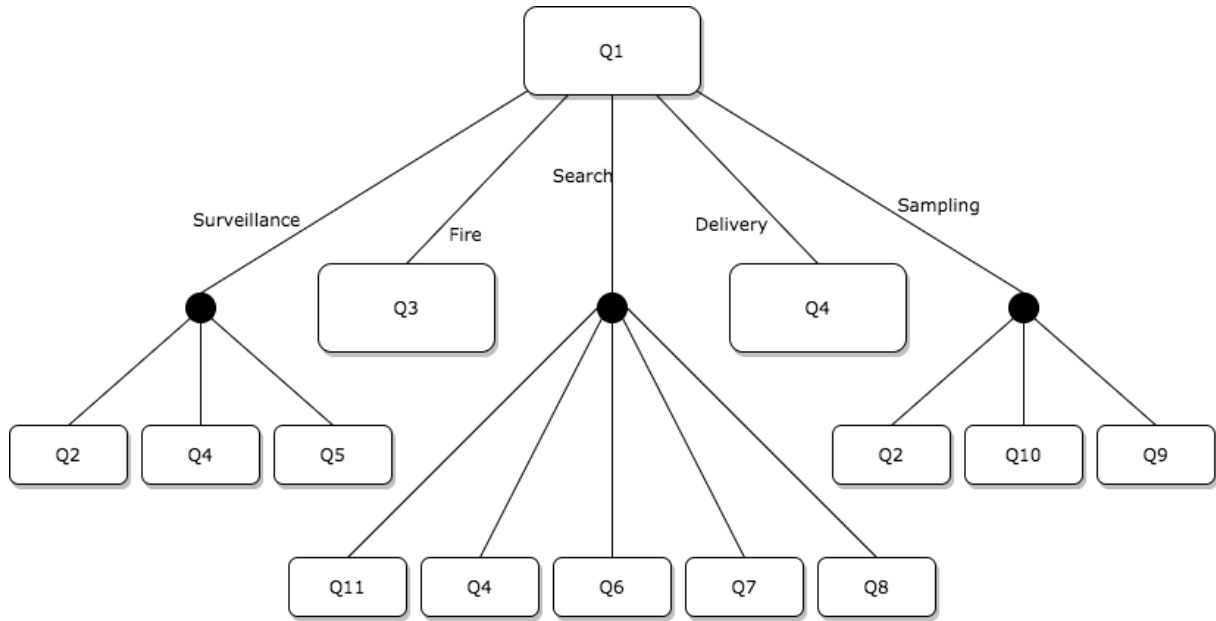 Q1
Search
Sampling
Surveillance
Delivery
Fire
Q3
Q4
Q2
Q4
Q5
Q2
Q10
Q9
Q11
Q4
Q6
Q7
Q8